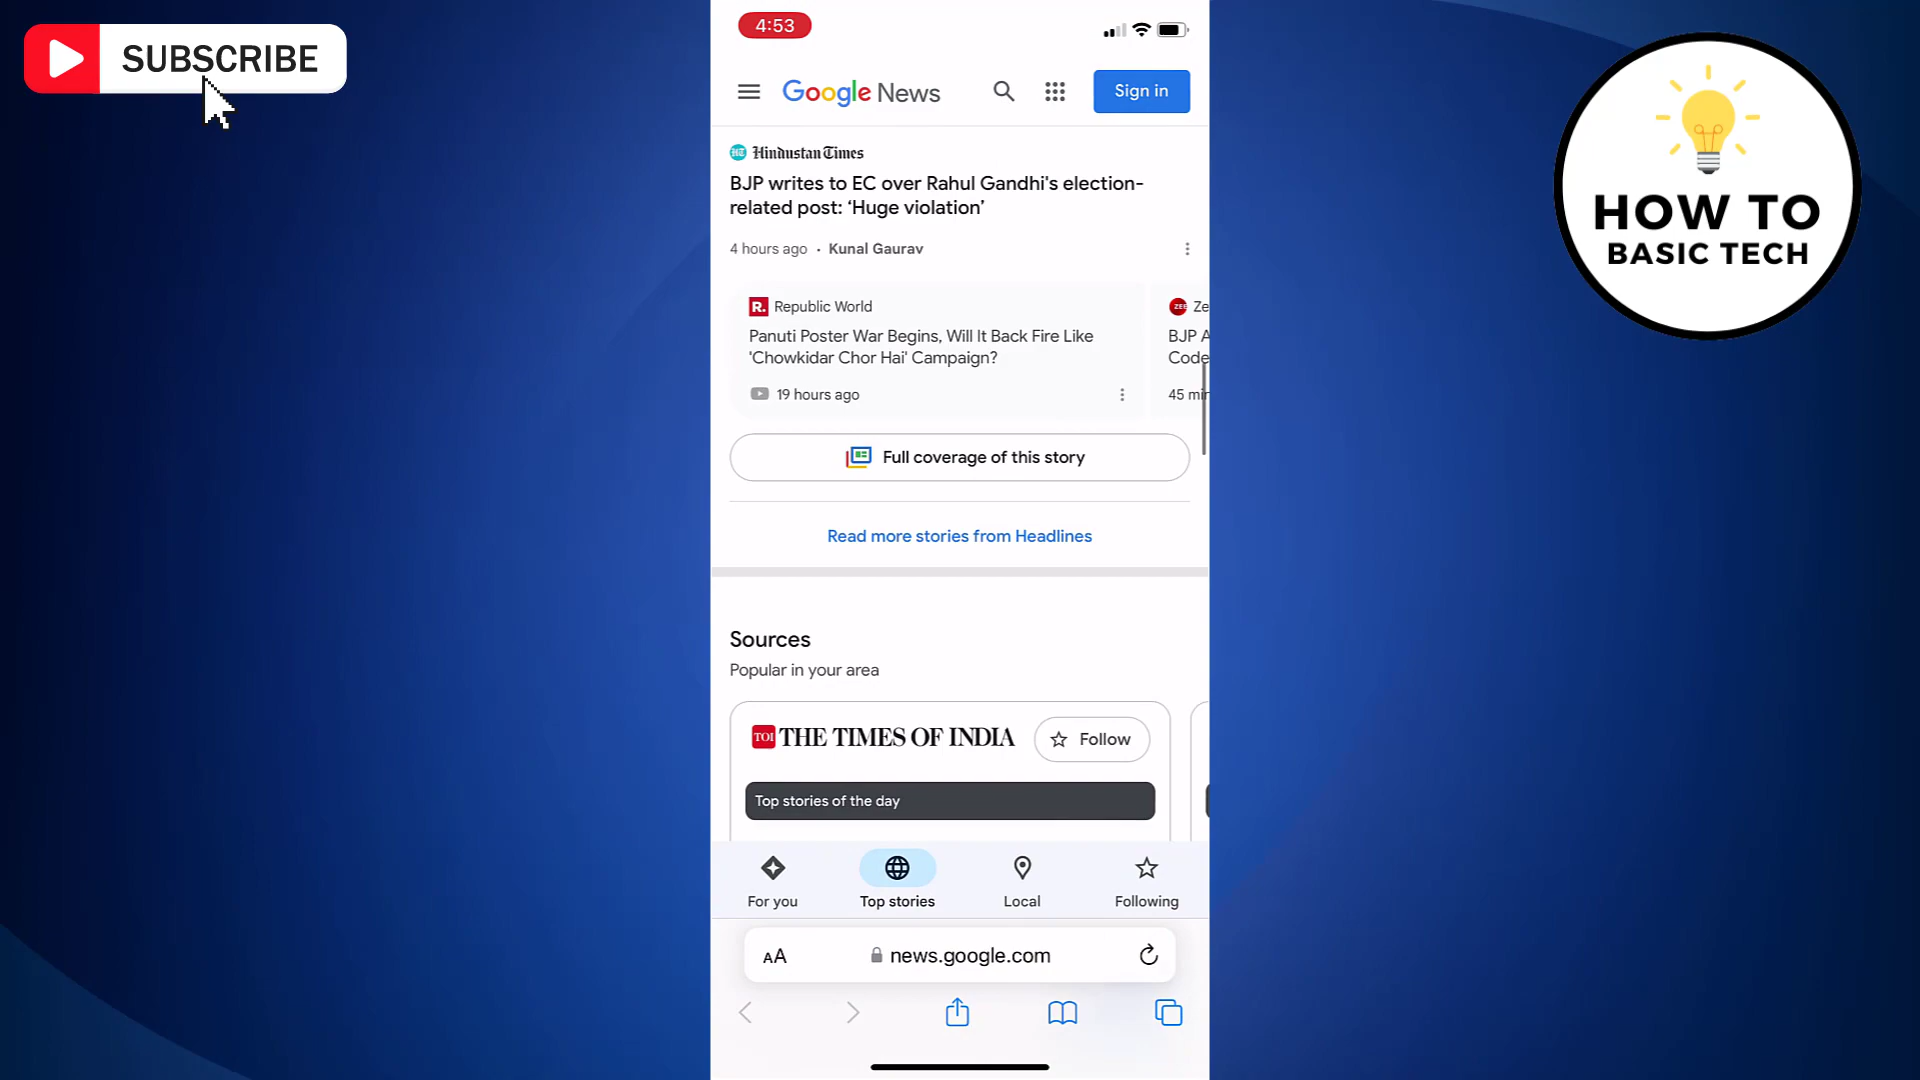 SUBSCRIBE
4:53
Google News
Sign in
HT Hindustan Times
BJP writes to EC over Rahul Gandhi's election-
related post: ‘Huge violation’
4 hours ago · Kunal Gaurav
R. Republic World
Panuti Poster War Begins, Will It Back Fire Like
'Chowkidar Chor Hai' Campaign?
19 hours ago
ZEE Ze
BJP A
Code
45 mi
Full coverage of this story
Read more stories from Headlines
Sources
Popular in your area
TOI THE TIMES OF INDIA
Follow
Top stories of the day
For you
Top stories
Local
Following
AA
news.google.com
HOW TO
BASIC TECH